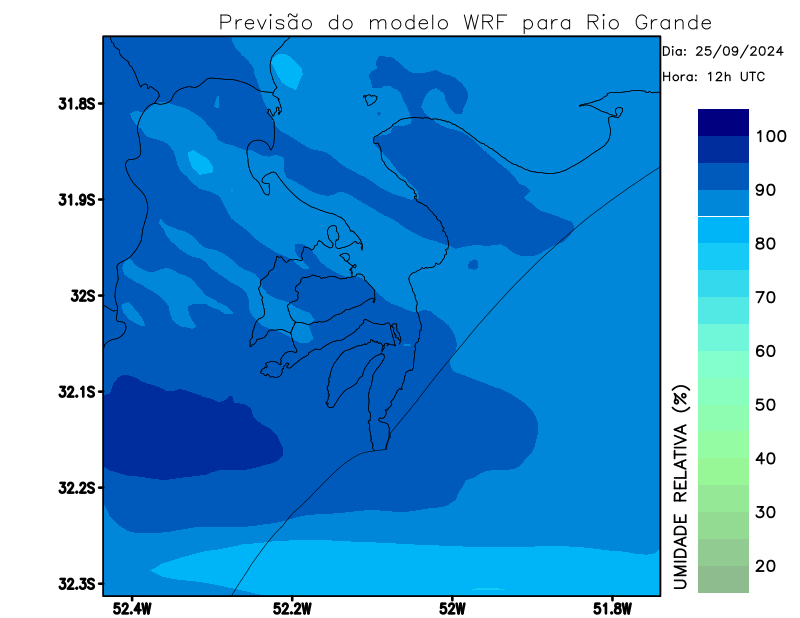 Previsão do modelo WRF para Rio Grande
Dia: 25/09/2024
Hora: 12h UTC
31.8S
31.9S
32S
32.1S
32.2S
32.3S
52.4W
52.2W
52W
51.8W
100
90
80
70
60
50
40
30
20
UMIDADE RELATIVA (%)